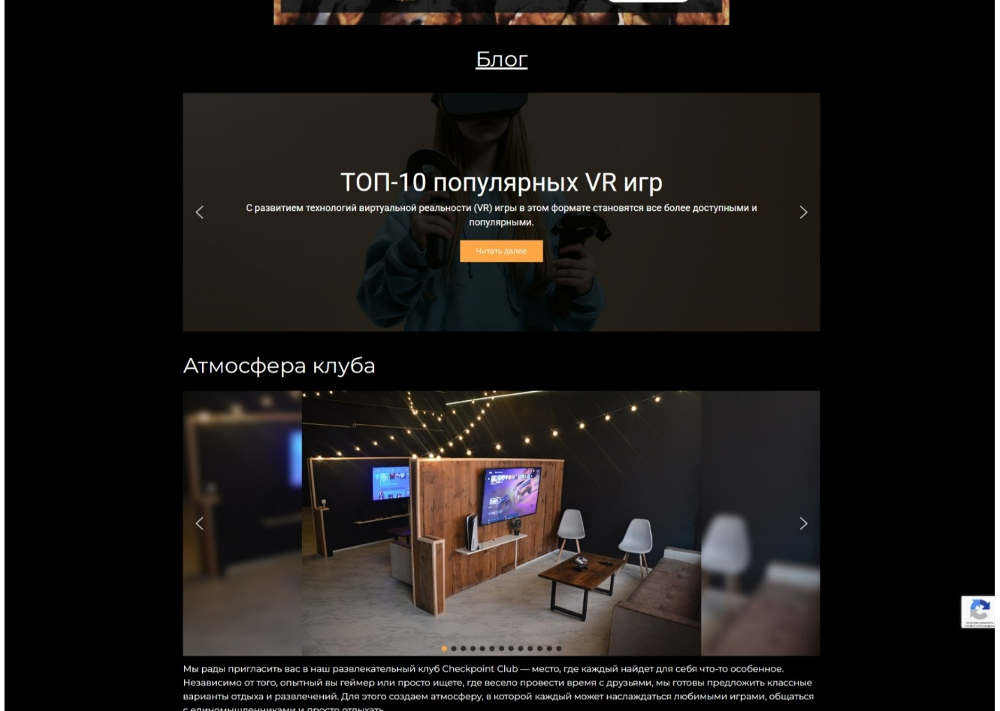 Блог
ТОП-10 популярных VR игр
С развитием технологий виртуальной реальности (VR) игры в этом формате становятся все более доступными и
популярными.
Читать далее
Атмосфера клуба
Мы рады пригласить вас в наш развлекательный клуб Checkpoint Club — место, где каждый найдет для себя что-то особенное.
Независимо от того, опытный вы геймер или просто ищете, где весело провести время с друзьями, мы готовы предложить классные
варианты отдыха и развлечений. Для этого создаем атмосферу, в которой каждый может наслаждаться любимыми играми, общаться
с единомышленниками и просто отдыхать.